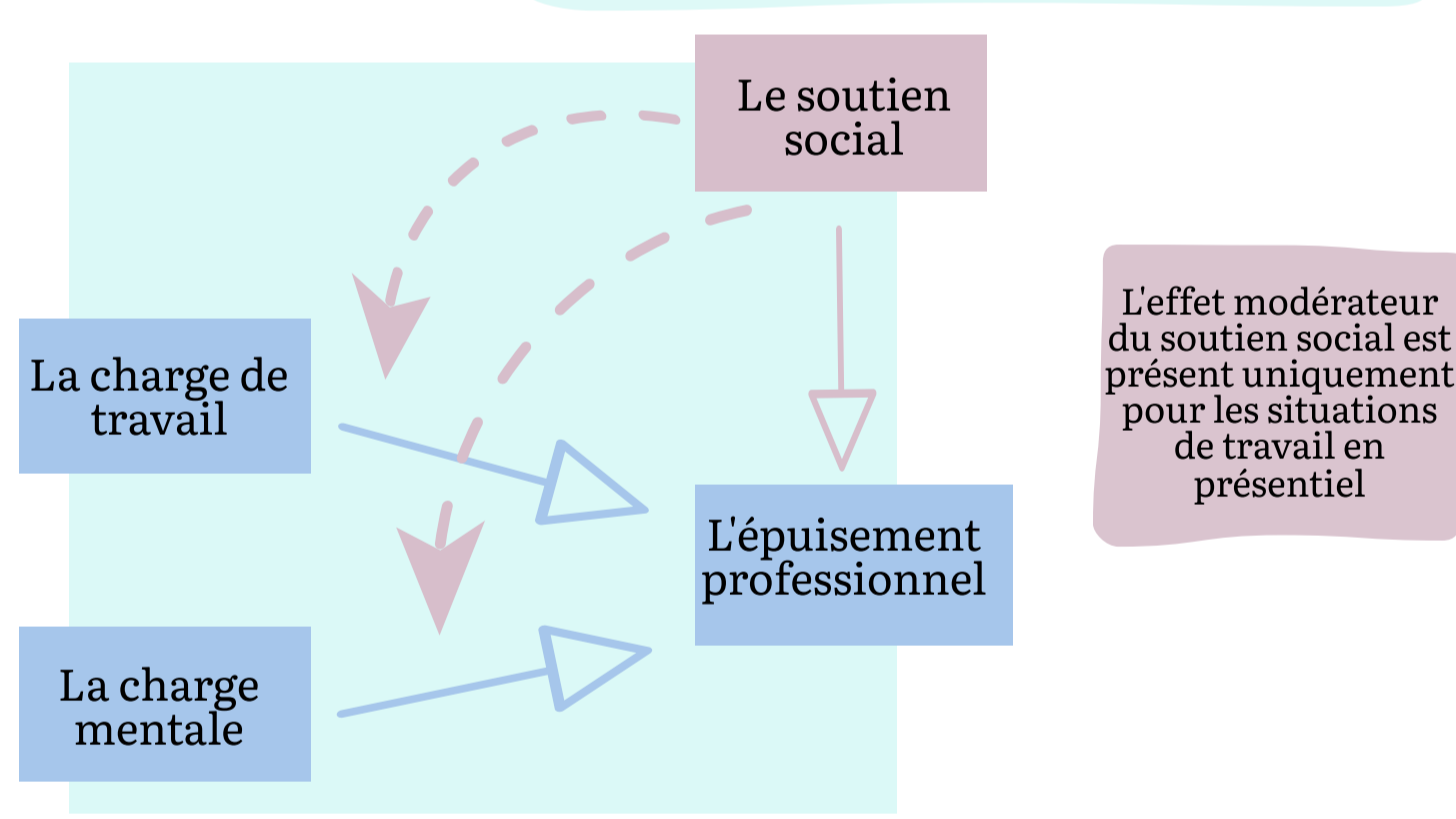 Le soutien
social
La charge de
travail
L'effet modérateur
du soutien social est
présent uniquement
pour les situations
de travail en
présentiel
L'épuisement
professionnel
La charge
mentale